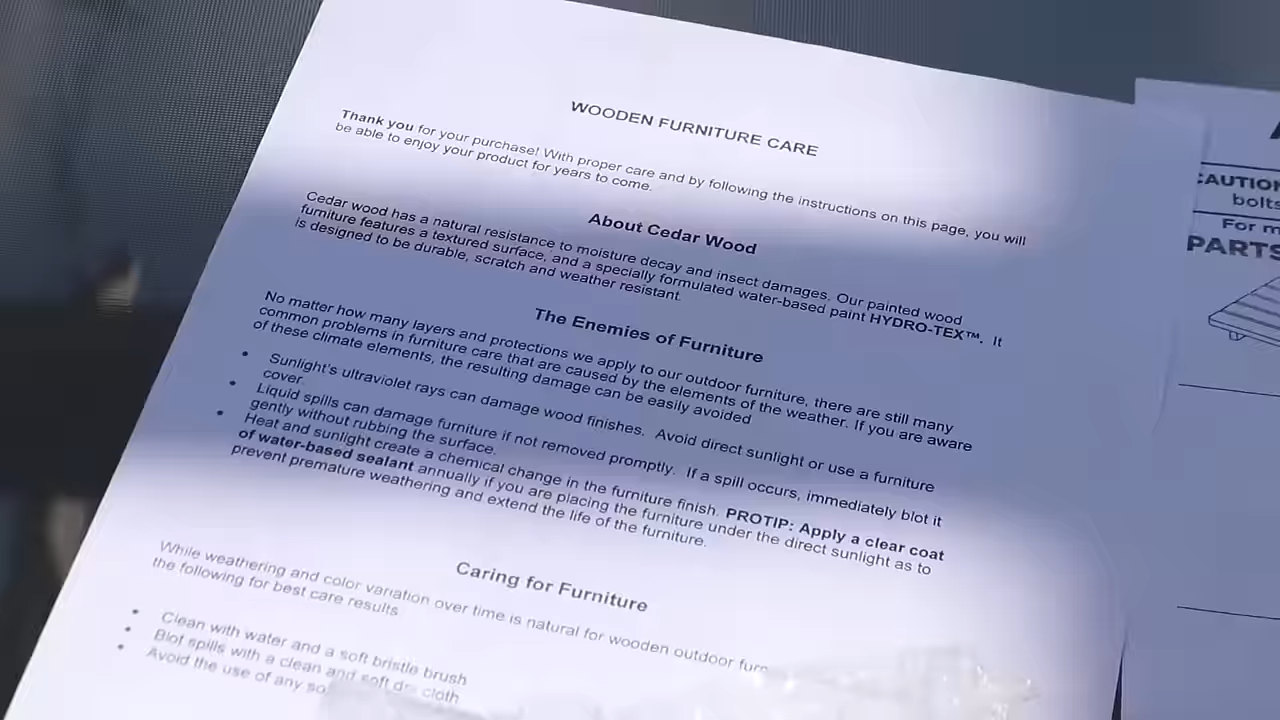 WOODEN FURNITURE CARE
Thank you for your purchase! With proper care and by following the instructions on this page, you will
be able to enjoy your product for years to come.
About Cedar Wood
Cedar wood has a natural resistance to moisture decay and insect damages. Our painted wood
furniture features a textured surface, and a specially formulated water-based paint HYDRO-TEX™. It
is designed to be durable, scratch and weather resistant.
The Enemies of Furniture
No matter how many layers and protections we apply to our outdoor furniture, there are still many
common problems in furniture care that are caused by the elements of the weather. If you are aware
of these climate elements, the resulting damage can be easily avoided
• Sunlight's ultraviolet rays can damage wood finishes. Avoid direct sunlight or use a furniture
cover.
• Liquid spills can damage furniture if not removed promptly. If a spill occurs, immediately blot it
gently without rubbing the surface.
• Heat and sunlight create a chemical change in the furniture finish. PROTIP: Apply a clear coat
of water-based sealant annually if you are placing the furniture under the direct sunlight as to
prevent premature weathering and extend the life of the furniture.
Caring for Furniture
While weathering and color variation over time is natural for wooden outdoor
the following for best care results
• Clean with water and a soft bristle brush
• Blot spills with a clean and soft dry cloth
• Avoid the use of any
CAUTION
bolts
For
PARTS